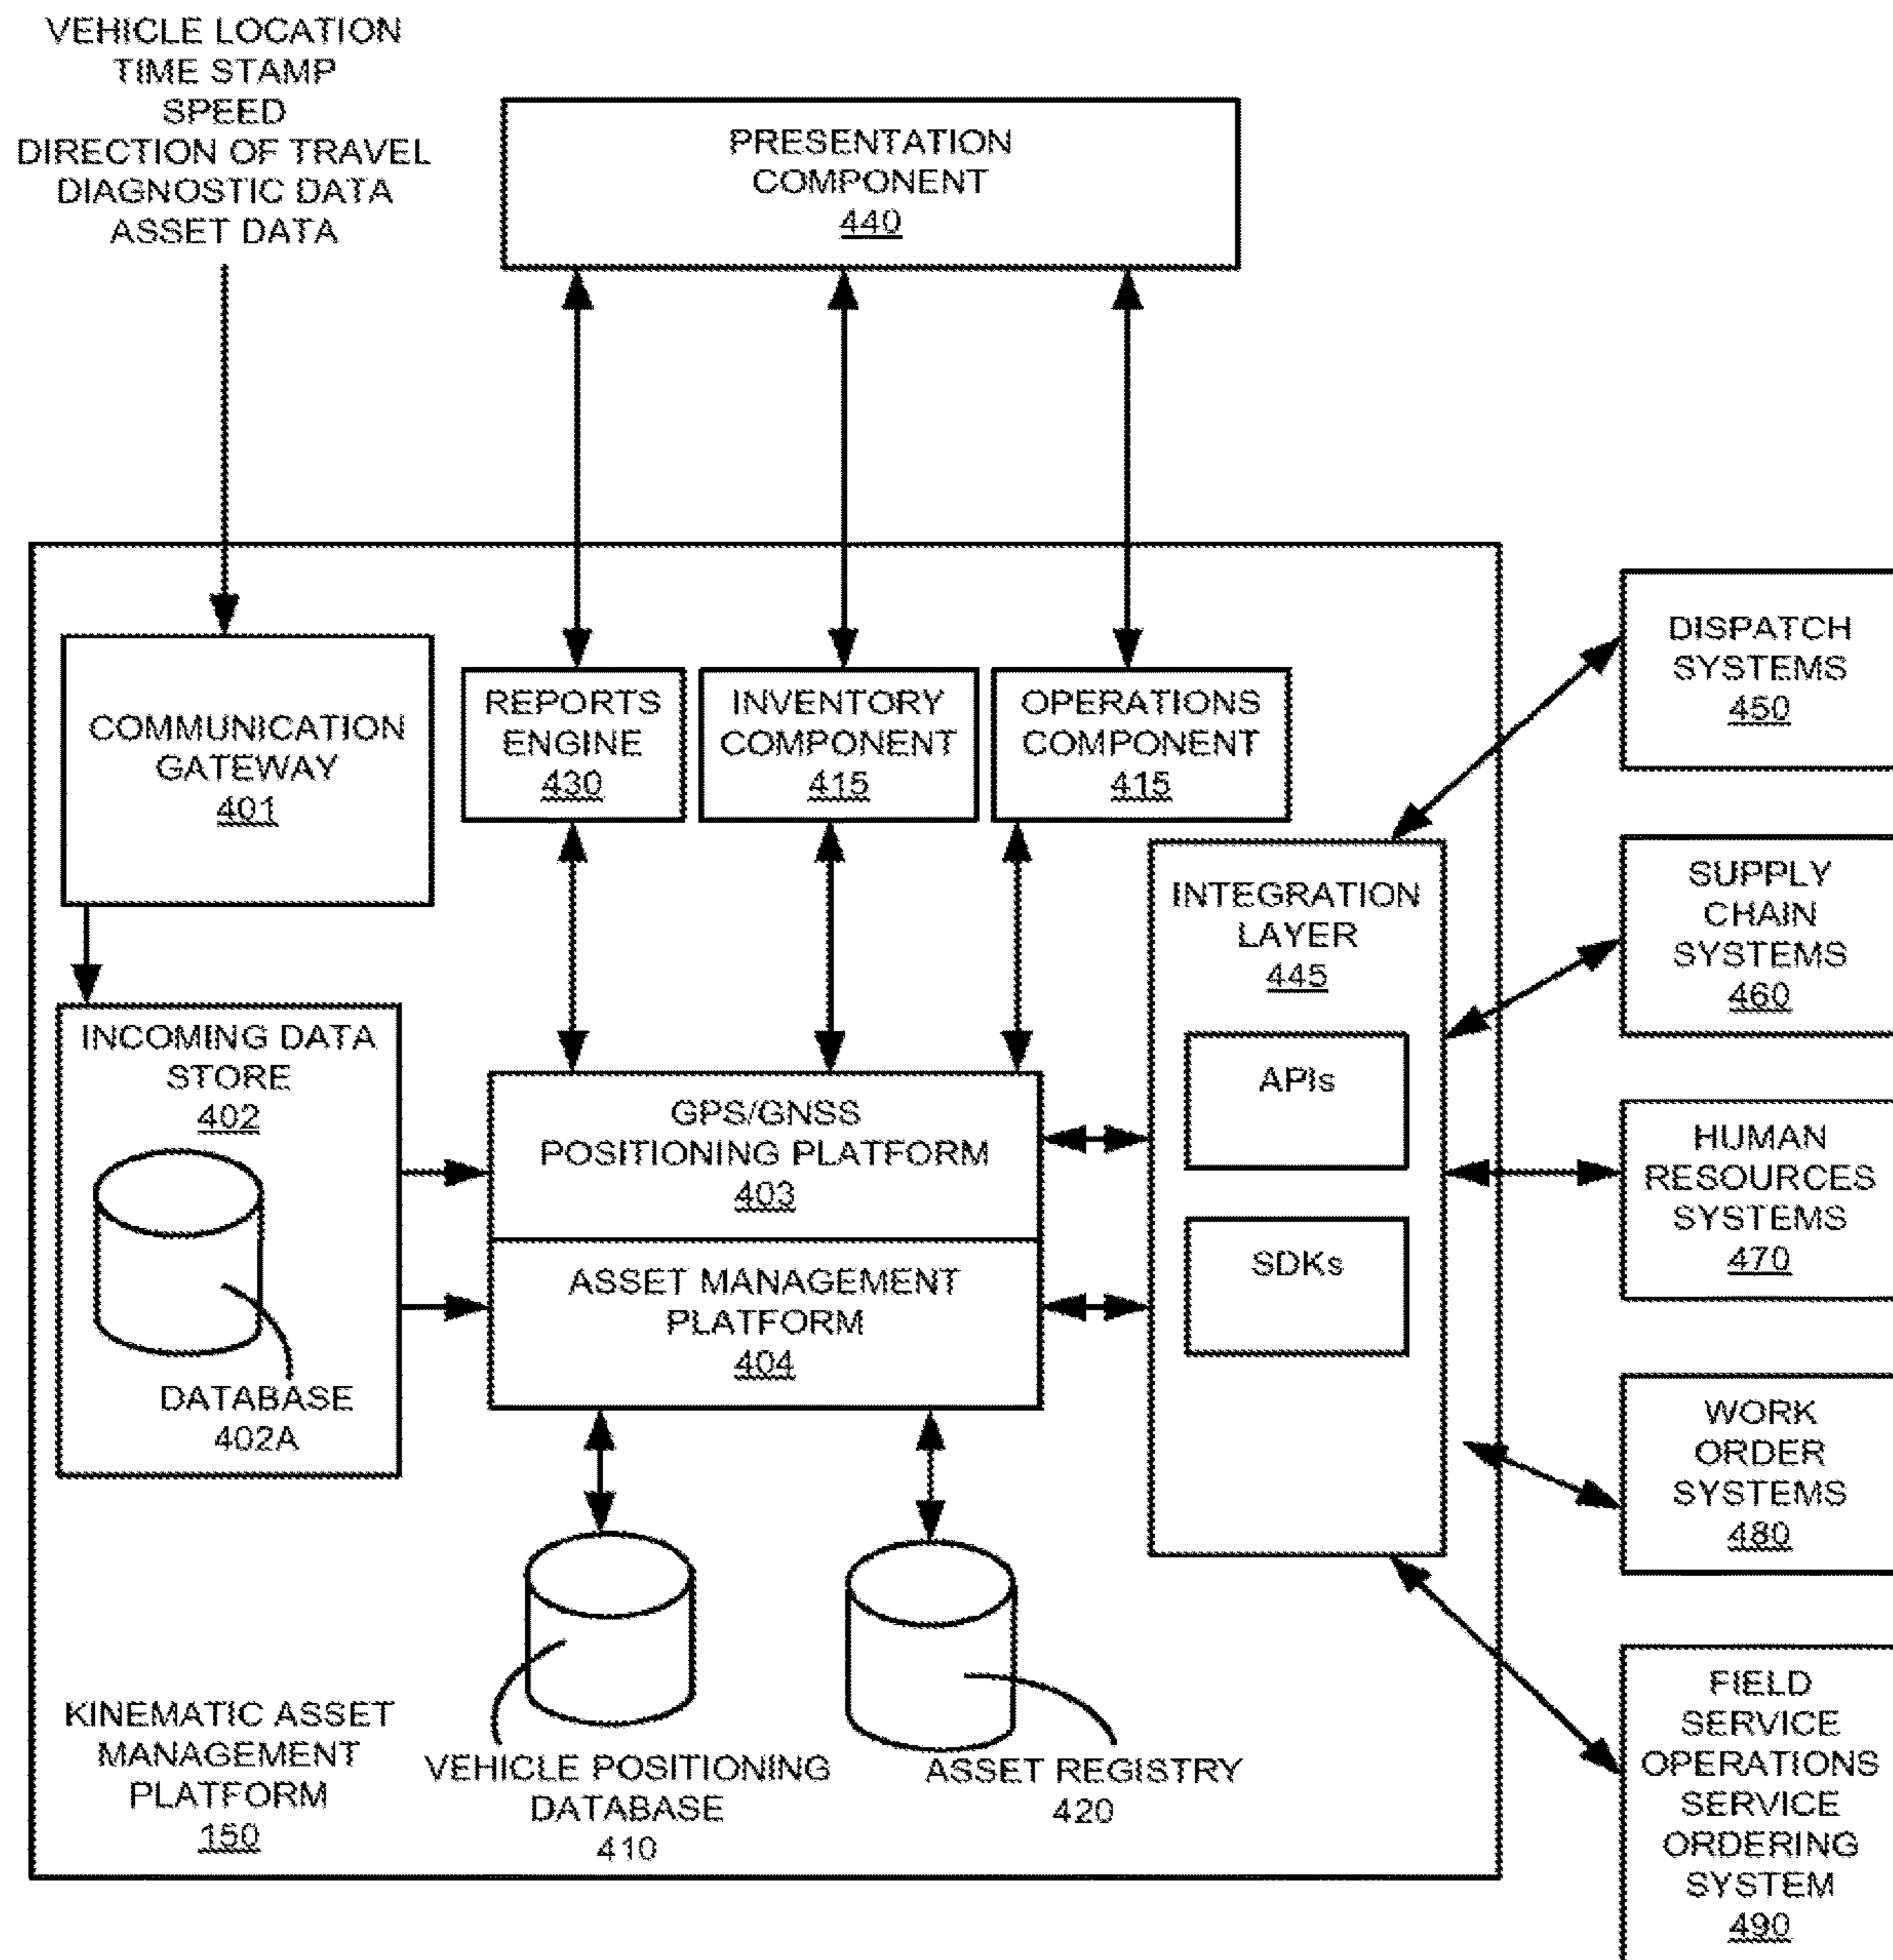 VEHICLE LOCATION
TIME STAMP
SPEED
DIRECTION OF TRAVEL
DIAGNOSTIC DATA
ASSET DATA
PRESENTATION
COMPONENT
440
COMMUNICATION
GATEWAY
401
REPORTS
ENGINE
430
INVENTORY
COMPONENT
415
OPERATIONS
COMPONENT
415
INCOMING DATA
STORE
402
DATABASE
402A
GPS/GNSS
POSITIONING PLATFORM
403
ASSET MANAGEMENT
PLATFORM
404
INTEGRATION
LAYER
445
APIs
SDKs
DISPATCH
SYSTEMS
450
SUPPLY
CHAIN
SYSTEMS
460
HUMAN
RESOURCES
SYSTEMS
470
WORK
ORDER
SYSTEMS
480
FIELD
SERVICE
OPERATIONS
SERVICE
ORDERING
SYSTEM
490
KINEMATIC ASSET
MANAGEMENT
PLATFORM
150
VEHICLE POSITIONING
DATABASE
410
ASSET REGISTRY
420